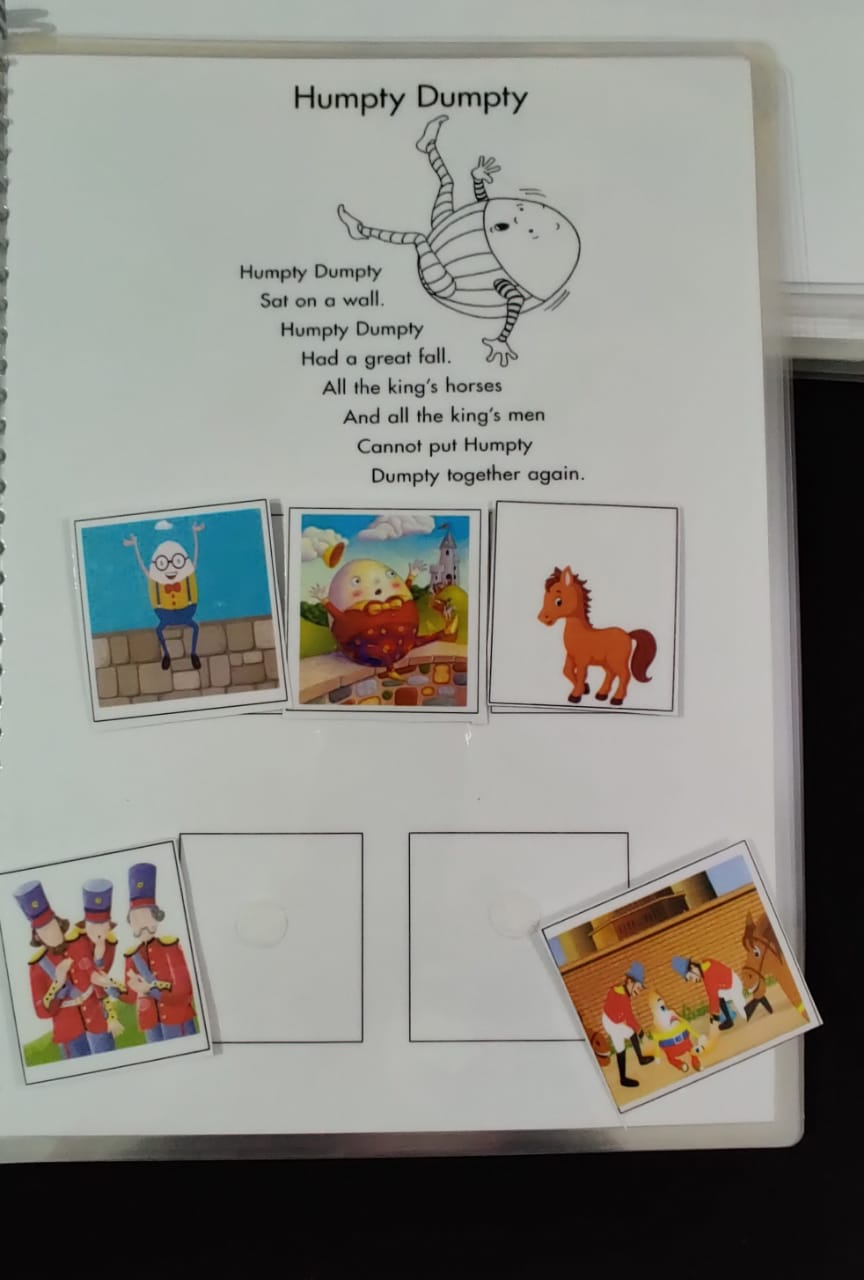 Humpty Dumpty
Humpty Dumpty
Sat on a wall.
Humpty Dumpty
Had a great fall.
All the king's horses
And all the king's men
Cannot put Humpty
Dumpty together again.